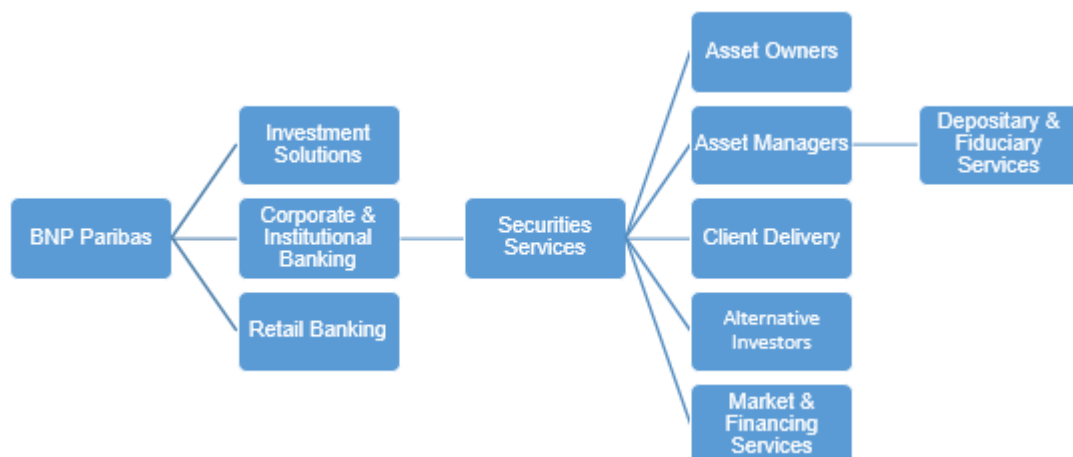 BNP Paribas
Investment
Solutions
Corporate &
Institutional
Banking
Retail Banking
Securities
Services
Asset Owners
Asset Managers
Client Delivery
Alternative
Investors
Market &
Financing
Services
Depositary &
Fiduciary
Services